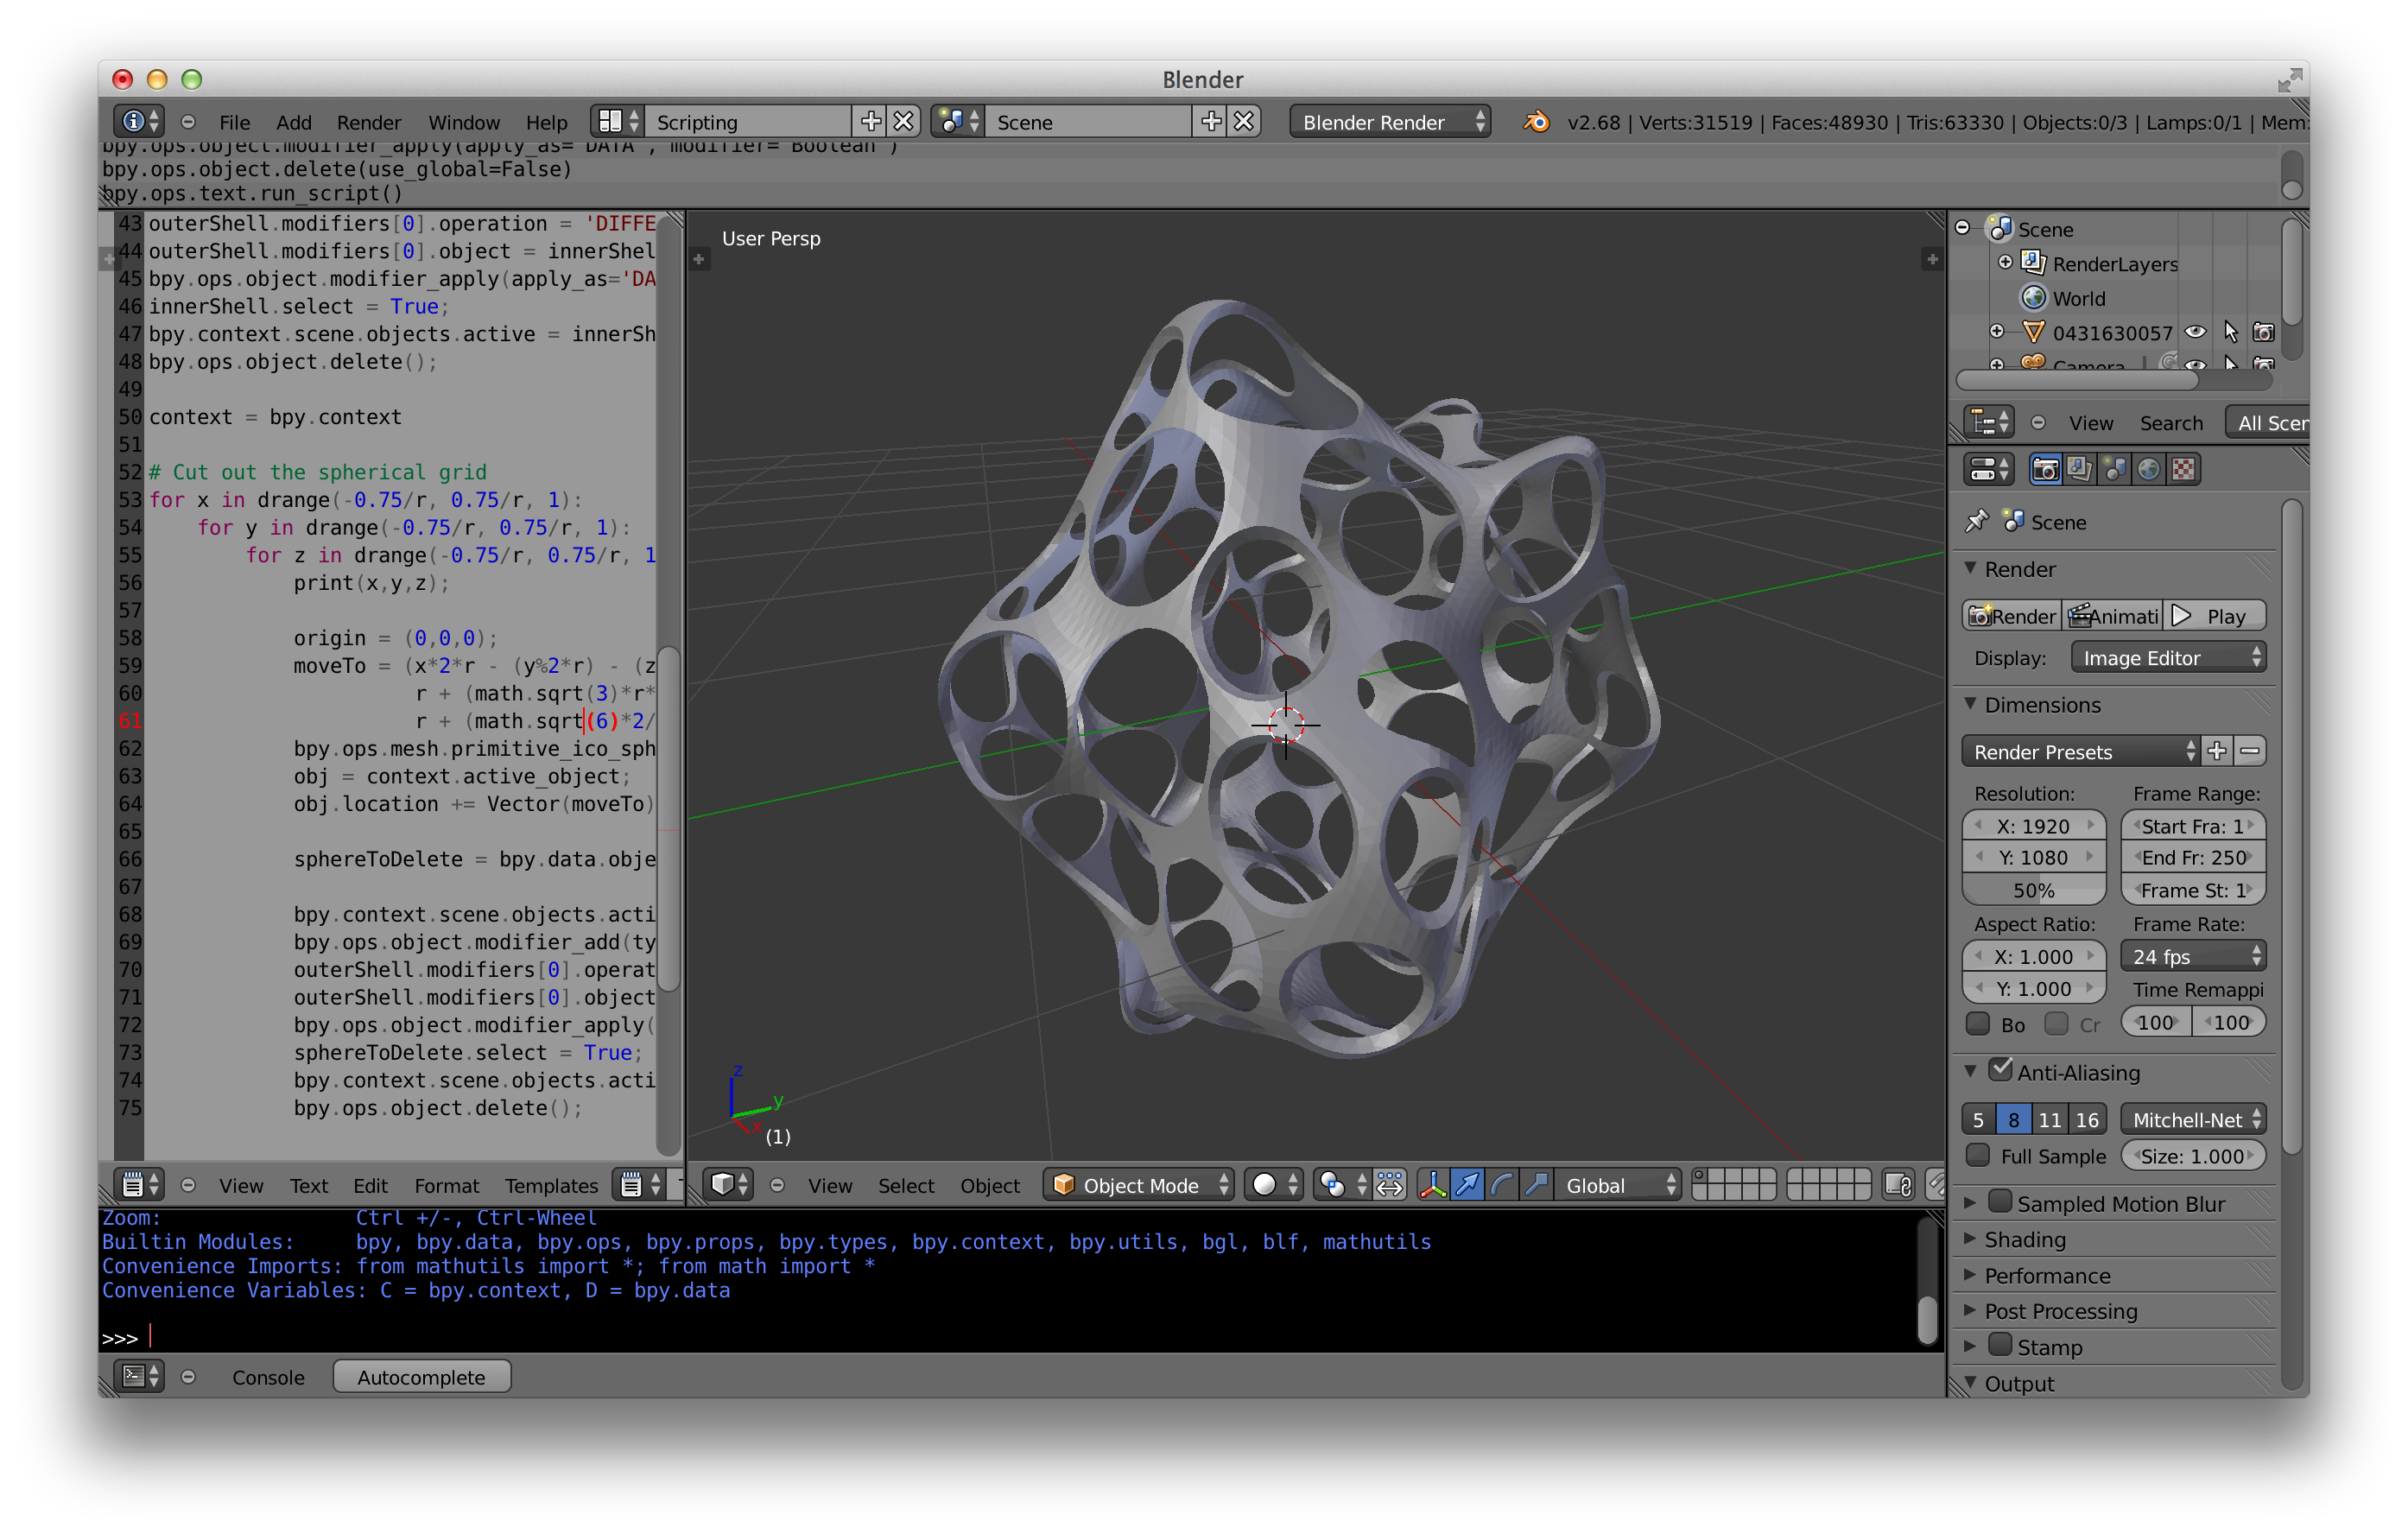 Blender
File Add Render Window Help Scripting Scene Blender Render v2.68 | Verts:31519 | Faces:48930 | Tris:63330 | Objects:0/3 | Lamps:0/1 | Mem:
bpy.ops.object.modifier_apply(apply_as='DATA', modifier="Boolean")
bpy.ops.object.delete(use_global=False)
bpy.ops.text.run_script()
43 outerShell.modifiers[0].operation = 'DIFFE
44 outerShell.modifiers[0].object = innerShel
45 bpy.ops.object.modifier_apply(apply_as='DA
46 innerShell.select = True;
47 bpy.context.scene.objects.active = innerSh
48 bpy.ops.object.delete();
49
50 context = bpy.context
51
52 # Cut out the spherical grid
53 for x in drange(-0.75/r, 0.75/r, 1):
54 for y in drange(-0.75/r, 0.75/r, 1):
55 for z in drange(-0.75/r, 0.75/r, 1
56 print(x,y,z);
57
58 origin = (0,0,0);
59 moveTo = (x*2*r - (y%2*r) - (z
60 r + (math.sqrt(3)*r*
61 r + (math.sqrt(6)*2/
62 bpy.ops.mesh.primitive_ico_sph
63 obj = context.active_object;
64 obj.location += Vector(moveTo)
65
66 sphereToDelete = bpy.data.obje
67
68 bpy.context.scene.objects.acti
69 bpy.ops.object.modifier_add(ty
70 outerShell.modifiers[0].operat
71 outerShell.modifiers[0].object
72 bpy.ops.object.modifier_apply(
73 sphereToDelete.select = True;
74 bpy.context.scene.objects.acti
75 bpy.ops.object.delete();
View Text Edit Format Templates
User Persp
z
y
x
(1)
View Select Object Object Mode Global
Scene
RenderLayers
World
0431630057
Camera
View Search All Scer
Scene
Render
Render Animati Play
Display: Image Editor
Dimensions
Render Presets
Resolution: Frame Range:
X: 1920 Start Fra: 1
Y: 1080 End Fr: 250
50% Frame St: 1
Aspect Ratio: Frame Rate:
X: 1.000 24 fps
Y: 1.000 Time Remappi
Bo Cr 100 100
Anti-Aliasing
5 8 11 16 Mitchell-Net
Full Sample Size: 1.000
Sampled Motion Blur
Shading
Performance
Post Processing
Stamp
Output
Zoom: Ctrl +/-, Ctrl-Wheel
Builtin Modules: bpy, bpy.data, bpy.ops, bpy.props, bpy.types, bpy.context, bpy.utils, bgl, blf, mathutils
Convenience Imports: from mathutils import *; from math import *
Convenience Variables: C = bpy.context, D = bpy.data
>>>
Console Autocomplete